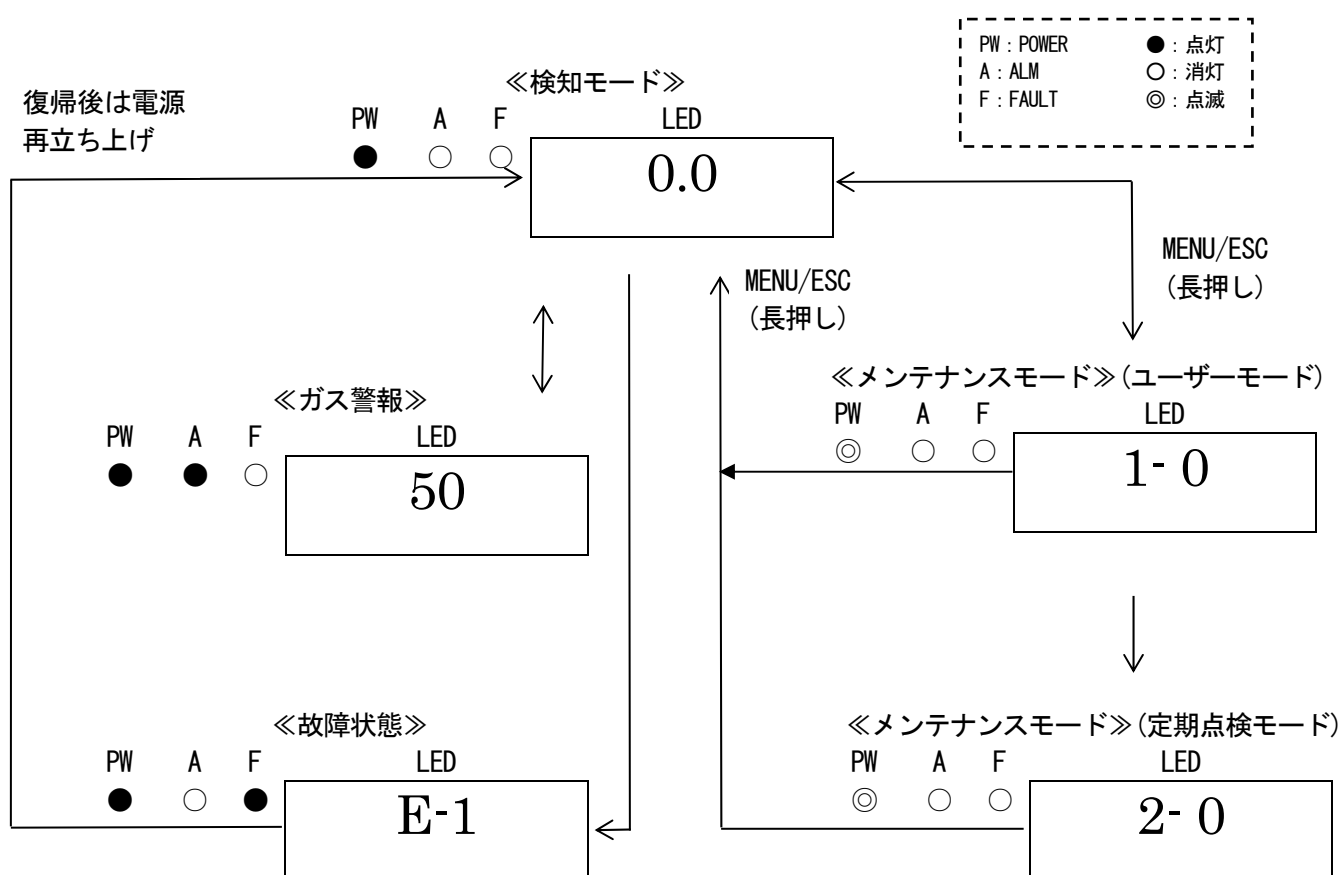 PW：POWER ●：点灯
A：ALM ○：消灯
F：FAULT ◎：点滅
≪検知モード≫
復帰後は電源
再立ち上げ
PW A F LED
● ○ ○ 0.0
MENU/ESC
(長押し)
MENU/ESC
(長押し)
≪ガス警報≫
PW A F LED
● ● ○ 50
≪メンテナンスモード≫(ユーザーモード)
PW A F LED
◎ ○ ○ 1- 0
≪故障状態≫
PW A F LED
● ○ ● E-1
≪メンテナンスモード≫(定期点検モード)
PW A F LED
◎ ○ ○ 2- 0